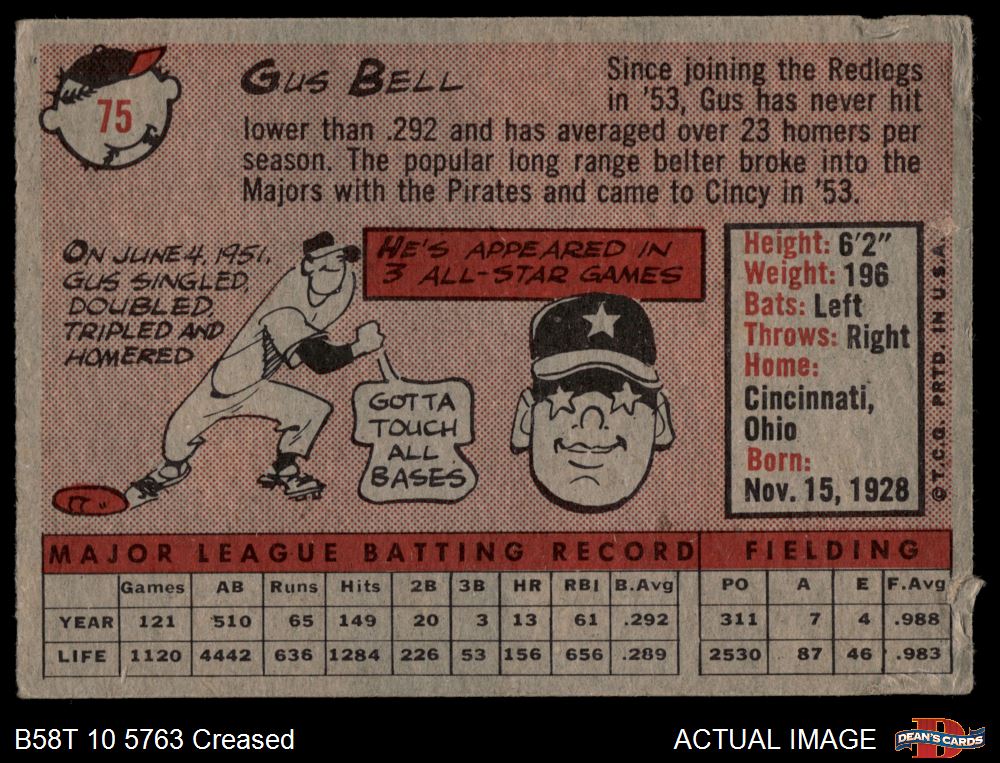 75
GUS BELL
Since joining the Redlegs
in '53, Gus has never hit
lower than .292 and has averaged over 23 homers per
season. The popular long range belter broke into the
Majors with the Pirates and came to Cincy in '53.
ON JUNE 4, 1951,
GUS SINGLED,
DOUBLED,
TRIPLED AND
HOMERED
HE'S APPEARED IN
3 ALL-STAR GAMES
GOTTA
TOUCH
ALL
BASES
Height: 6'2"
Weight: 196
Bats: Left
Throws: Right
Home:
Cincinnati,
Ohio
Born:
Nov. 15, 1928
© T.C.G. PRTD. IN U.S.A.
MAJOR LEAGUE BATTING RECORD FIELDING
Games AB Runs Hits 2B 3B HR RBI B.Avg PO A E F.Avg
YEAR 121 510 65 149 20 3 13 61 .292 311 7 4 .988
LIFE 1120 4442 636 1284 226 53 156 656 .289 2530 87 46 .983
B58T 10 5763 Creased ACTUAL IMAGE
DEAN'S CARDS